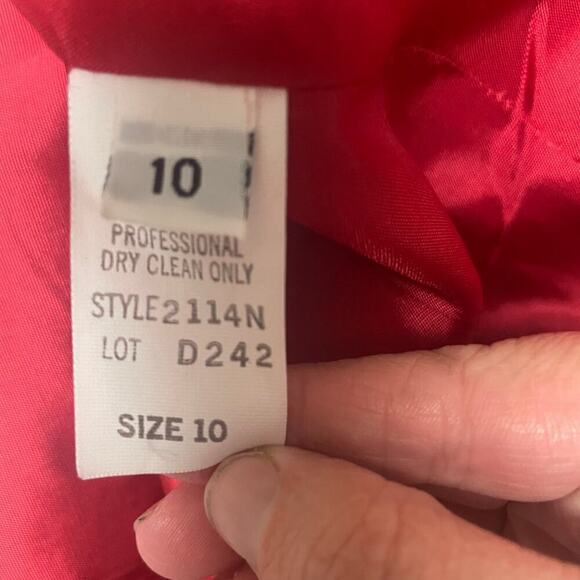 10
PROFESSIONAL
DRY CLEAN ONLY
STYLE 2114N
LOT D242
SIZE 10